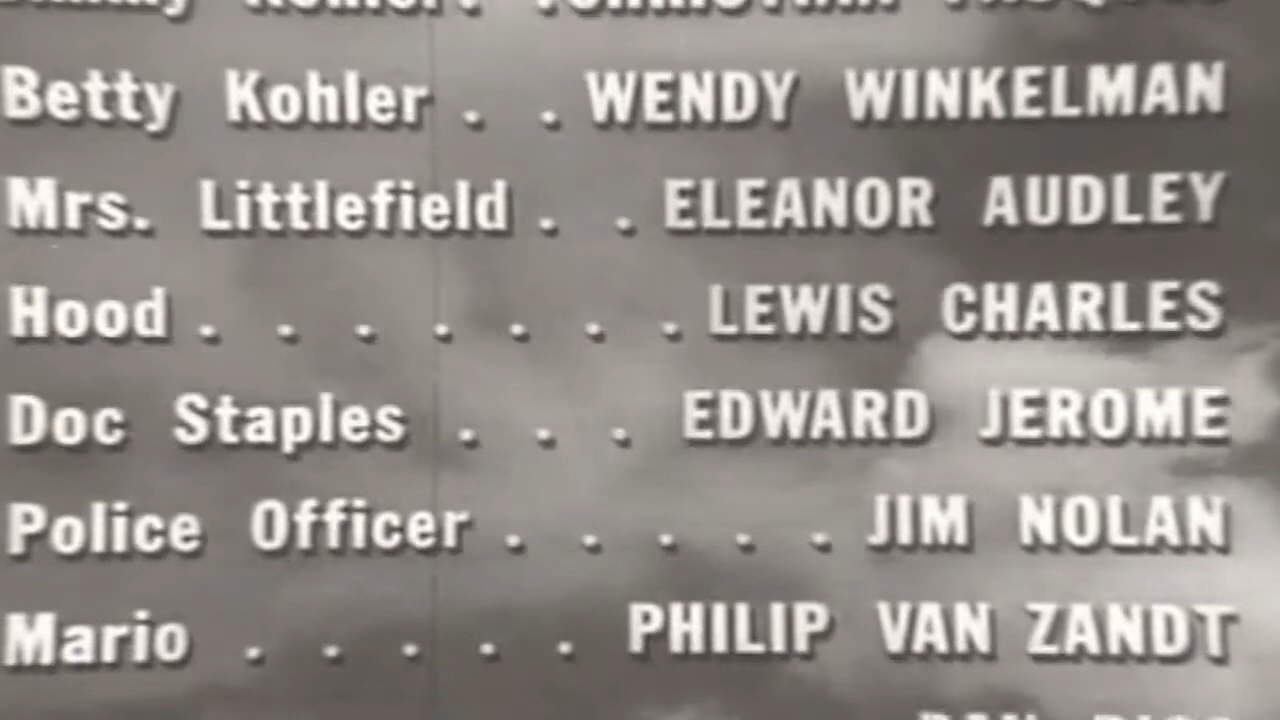 Betty Kohler . . WENDY WINKELMAN
Mrs. Littlefield . . ELEANOR AUDLEY
Hood . . . . . . . LEWIS CHARLES
Doc Staples . . . EDWARD JEROME
Police Officer . . . . . JIM NOLAN
Mario . . . . . PHILIP VAN ZANDT